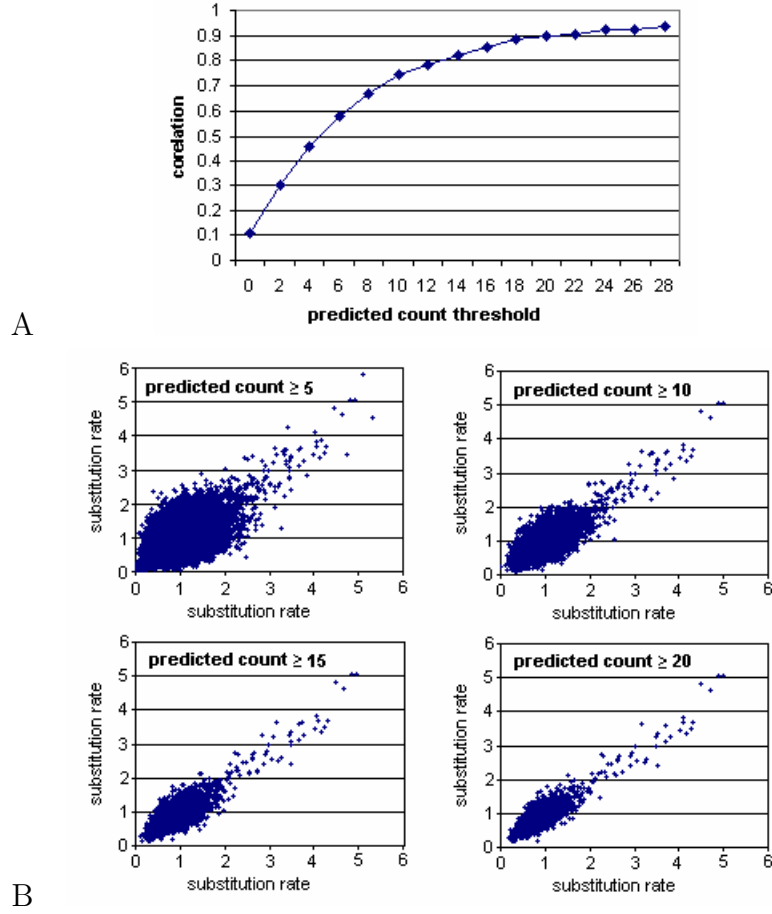 1
0.9
0.8
0.7
0.6
0.5
0.4
0.3
0.2
0.1
0
corelation
0 2 4 6 8 10 12 14 16 18 20 22 24 26 28
predicted count threshold
A
6
5
4
3
2
1
0
substitution rate
predicted count ≥ 5
0 1 2 3 4 5 6
substitution rate
6
5
4
3
2
1
0
substitution rate
predicted count ≥ 10
0 1 2 3 4 5 6
substitution rate
6
5
4
3
2
1
0
substitution rate
predicted count ≥ 15
0 1 2 3 4 5 6
substitution rate
6
5
4
3
2
1
0
substitution rate
predicted count ≥ 20
0 1 2 3 4 5 6
substitution rate
B